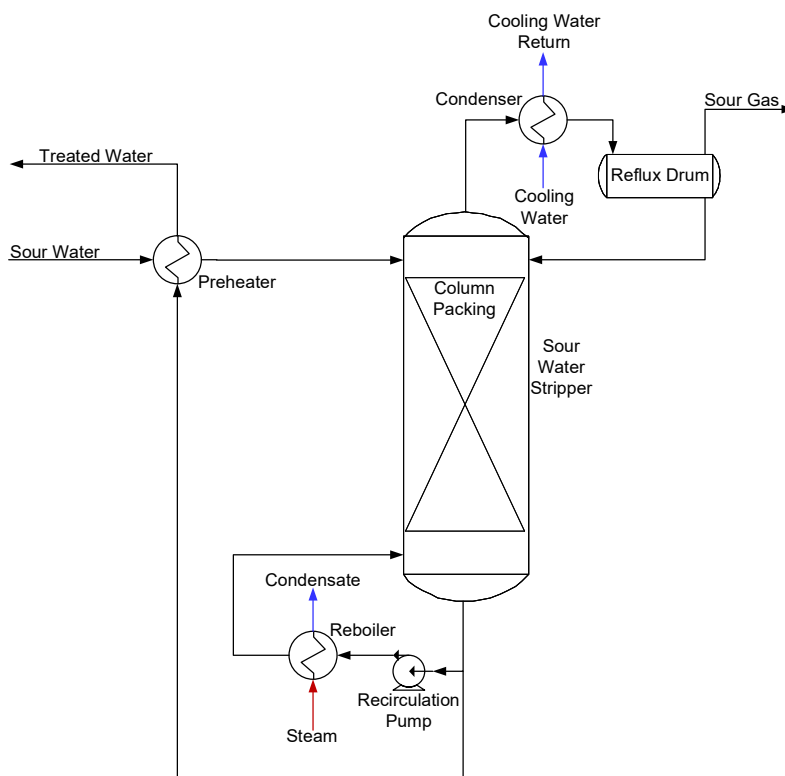 Cooling Water
Return
Condenser
Sour Gas
Treated Water
Reflux Drum
Cooling
Water
Sour Water
Preheater
Column
Packing
Sour
Water
Stripper
Condensate
Reboiler
Recirculation
Pump
Steam